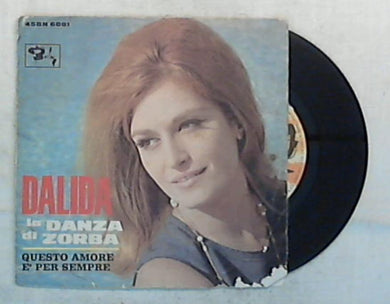 45BN 6001
DALIDA
la DANZA
di ZORBA
QUESTO AMORE
E' PER SEMPRE